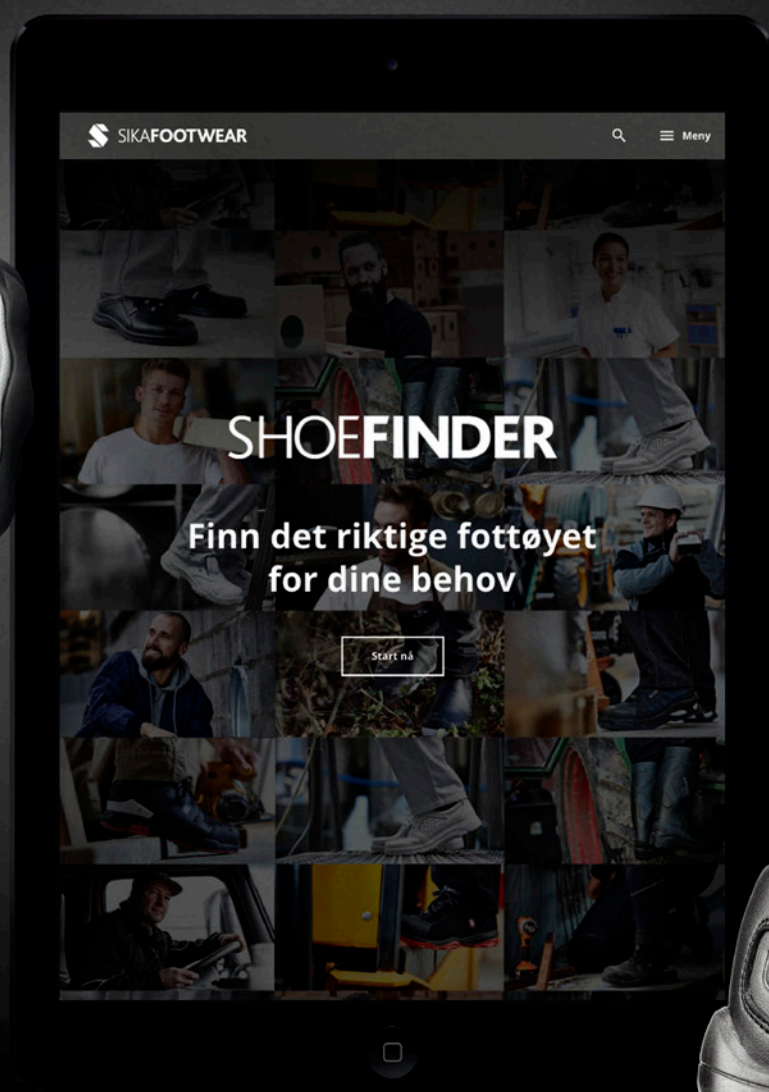 SIKAFOOTWEAR
Meny
SHOEFINDER
Finn det riktige fottøyet
for dine behov
Start nå